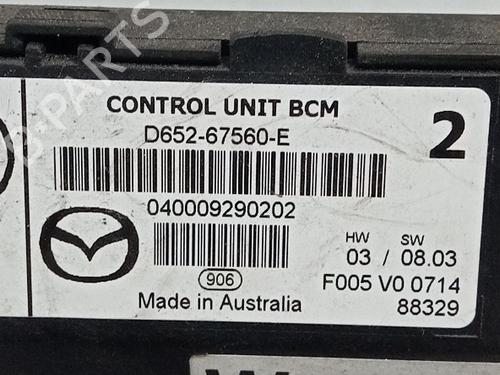 B-PARTS
CONTROL UNIT BCM
D652-67560-E
2
040009290202
HW SW
03 / 08.03
906
F005 V0 0714
Made in Australia
88329